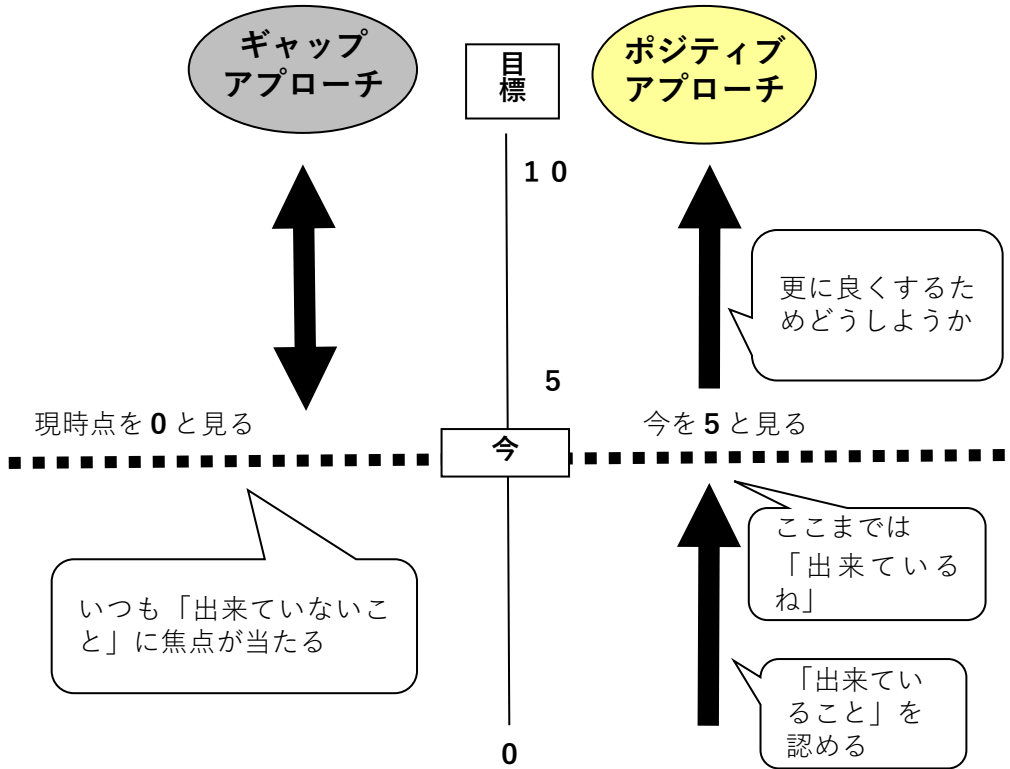 ギャップ
アプローチ
目
標
ポジティブ
アプローチ
10
更に良くするた
めどうしようか
5
現時点を0と見る
今
今を5と見る
いつも「出来ていないこ
と」に焦点が当たる
ここまでは
「出来ている
ね」
「出来てい
ること」を
認める
0